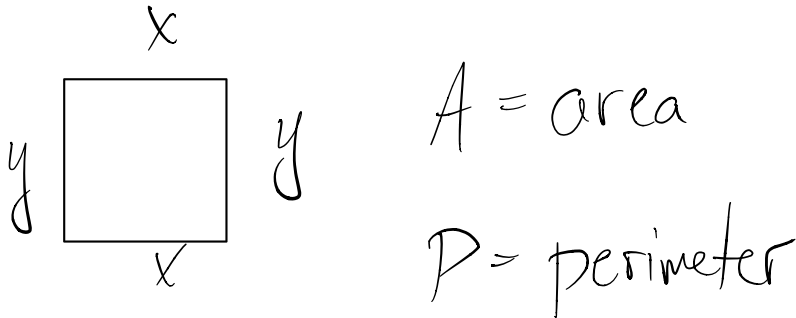 x
A = area
y
y
x
P = perimeter